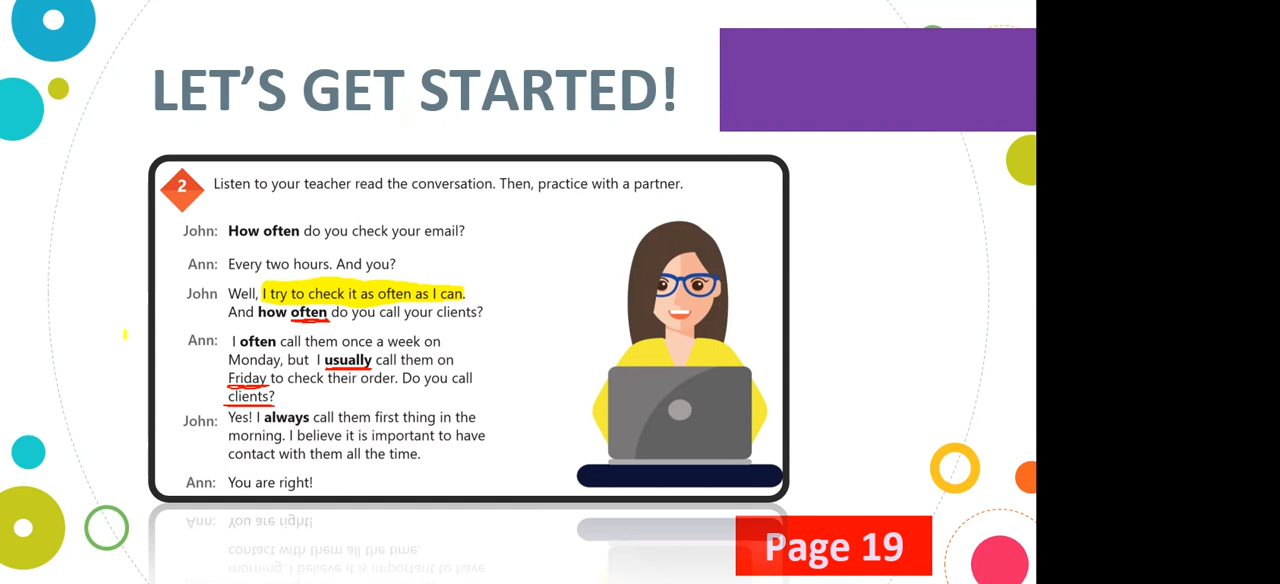 LET'S GET STARTED!
2
Listen to your teacher read the conversation. Then, practice with a partner.
John: How often do you check your email?
Ann: Every two hours. And you?
John Well, I try to check it as often as I can.
And how often do you call your clients?
Ann: I often call them once a week on
Monday, but I usually call them on
Friday to check their order. Do you call
clients?
John: Yes! I always call them first thing in the
morning. I believe it is important to have
contact with them all the time.
Ann: You are right!
Page 19